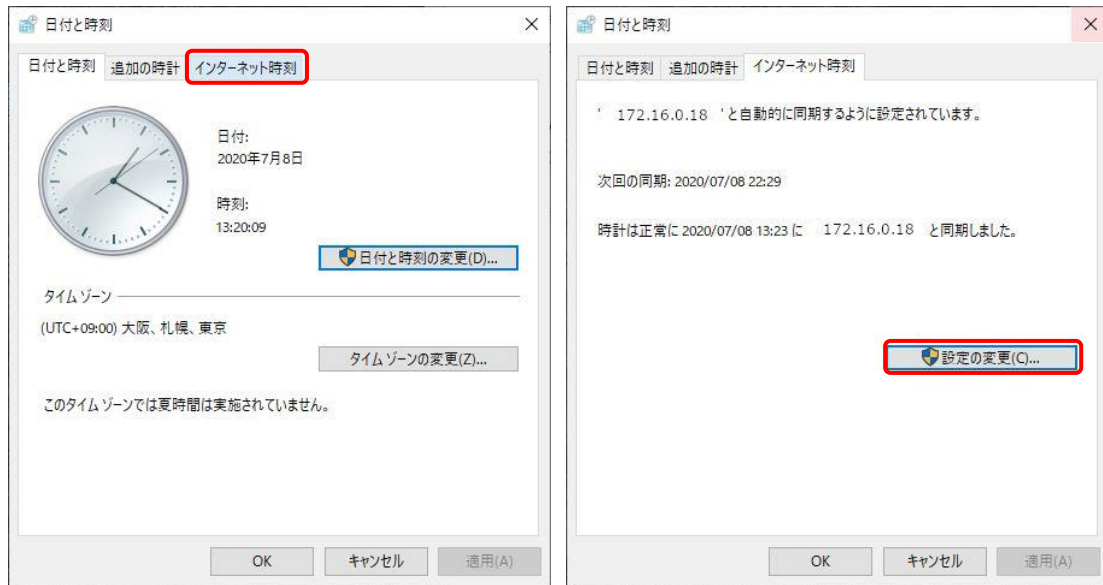 日付と時刻
日付と時刻 追加の時計 インターネット時刻
日付:
2020年7月8日
時刻:
13:20:09
日付と時刻の変更(D)...
タイム ゾーン
(UTC+09:00) 大阪、札幌、東京
タイム ゾーンの変更(Z)...
このタイム ゾーンでは夏時間は実施されていません。
OK キャンセル 適用(A)
日付と時刻
日付と時刻 追加の時計 インターネット時刻
' 172.16.0.18 'と自動的に同期するように設定されています。
次回の同期: 2020/07/08 22:29
時計は正常に 2020/07/08 13:23 に 172.16.0.18 と同期しました。
設定の変更(C)...
OK キャンセル 適用(A)